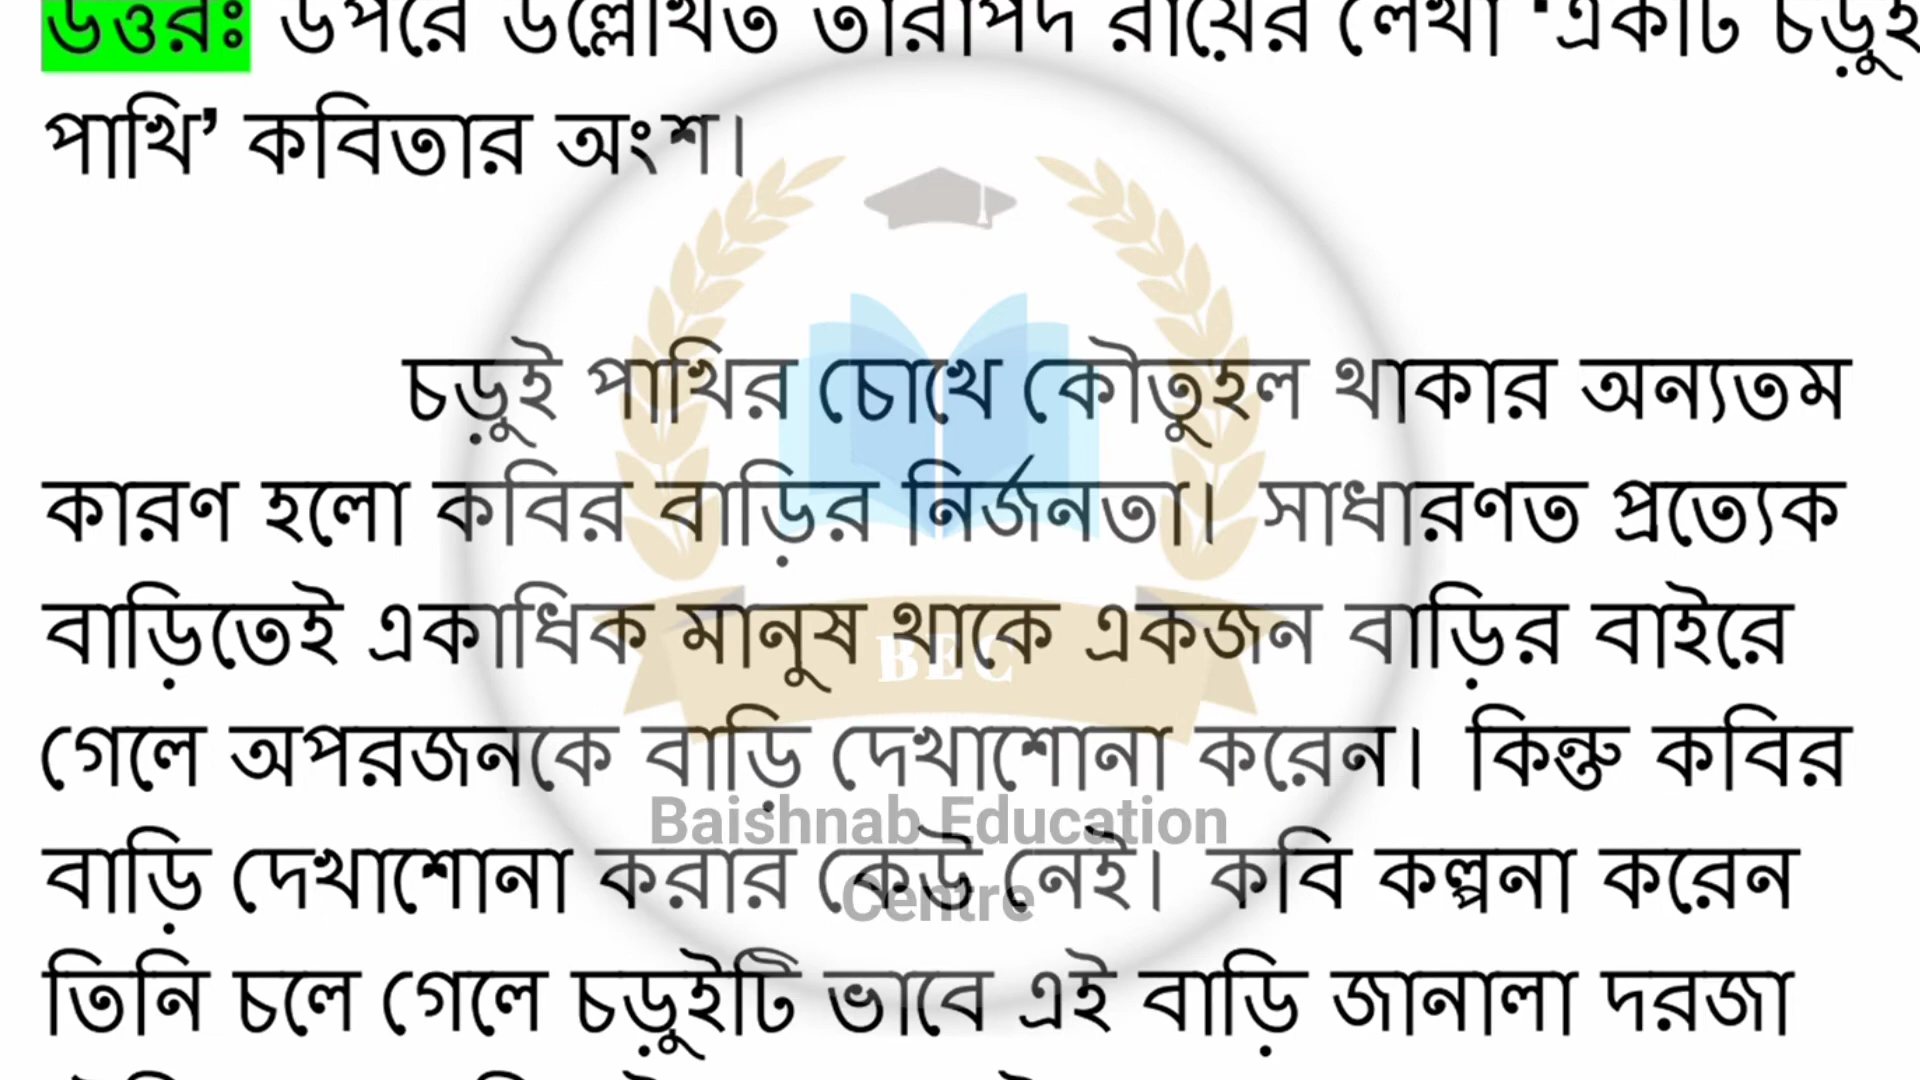 উত্তরঃ উপরে উল্লেখিত তারাপদ রায়ের লেখা 'একটি চড়ুই
পাখি' কবিতার অংশ।
চড়ুই পাখির চোখে কৌতুহল থাকার অন্যতম
কারণ হলো কবির বাড়ির নির্জনতা। সাধারণত প্রত্যেক
বাড়িতেই একাধিক মানুষ থাকে একজন বাড়ির বাইরে
BEC
গেলে অপরজনকে বাড়ি দেখাশোনা করেন। কিন্তু কবির
Baishnab Education
বাড়ি দেখাশোনা করার কেউ নেই। কবি কল্পনা করেন
Centre
তিনি চলে গেলে চড়ুইটি ভাবে এই বাড়ি জানালা দরজা